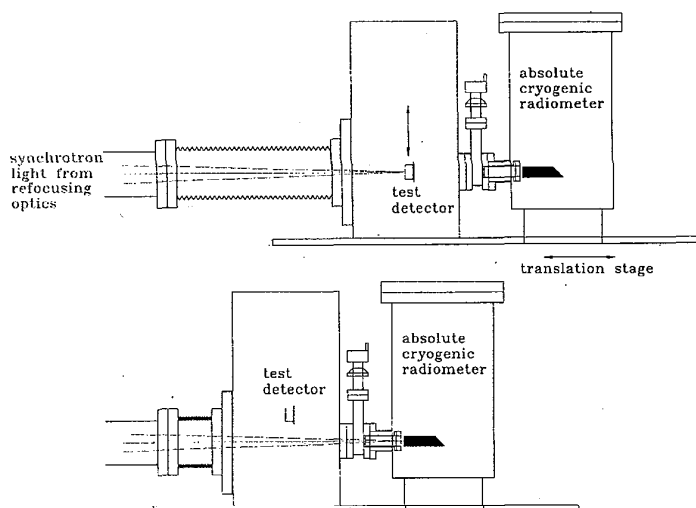 absolute
cryogenic
radiometer
synchrotron
light from
refocusing
optics
test
detector
translation stage
absolute
cryogenic
radiometer
test
detector